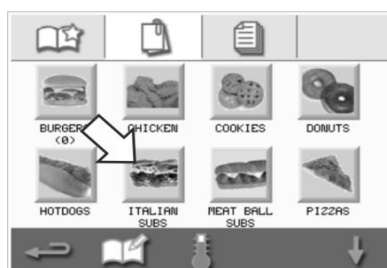 BURGERS CHICKEN COOKIES DONUTS
(0)
HOTDOGS ITALIAN MEAT BALL PIZZAS
SUBS SUBS